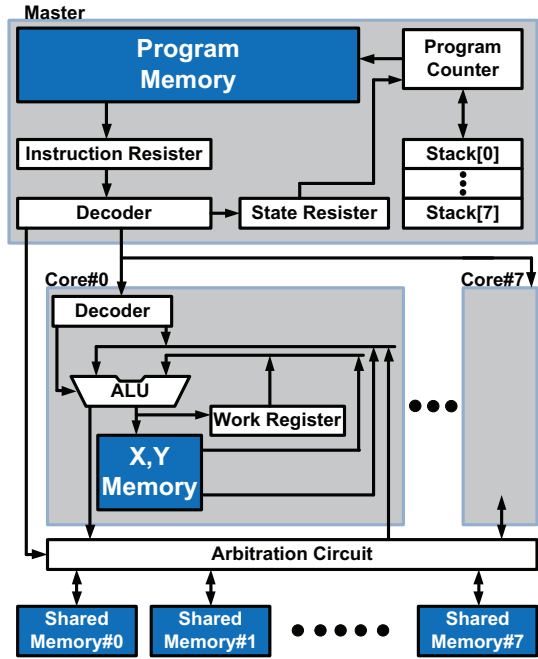 Master
Program
Memory
Program
Counter
Instruction Resister
Stack[0]
Decoder
State Resister
Stack[7]
Core#0
Core#7
Decoder
ALU
Work Register
X,Y
Memory
Arbitration Circuit
Shared
Memory#0
Shared
Memory#1
Shared
Memory#7